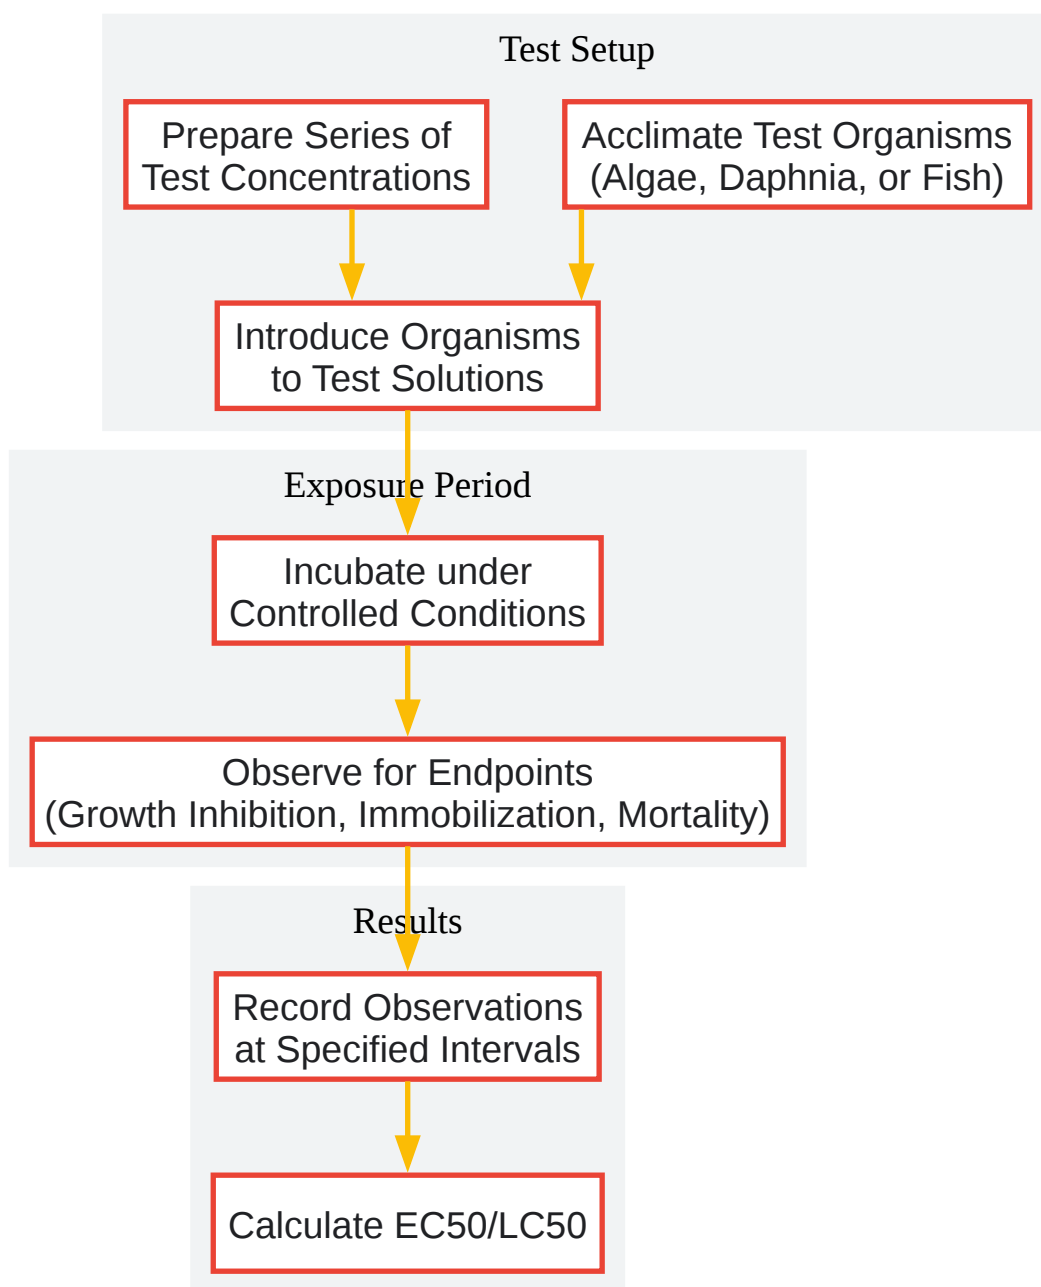 Test Setup
Prepare Series of
Test Concentrations
Acclimate Test Organisms
(Algae, Daphnia, or Fish)
Introduce Organisms
to Test Solutions
Exposure Period
Incubate under
Controlled Conditions
Observe for Endpoints
(Growth Inhibition, Immobilization, Mortality)
Results
Record Observations
at Specified Intervals
Calculate EC50/LC50